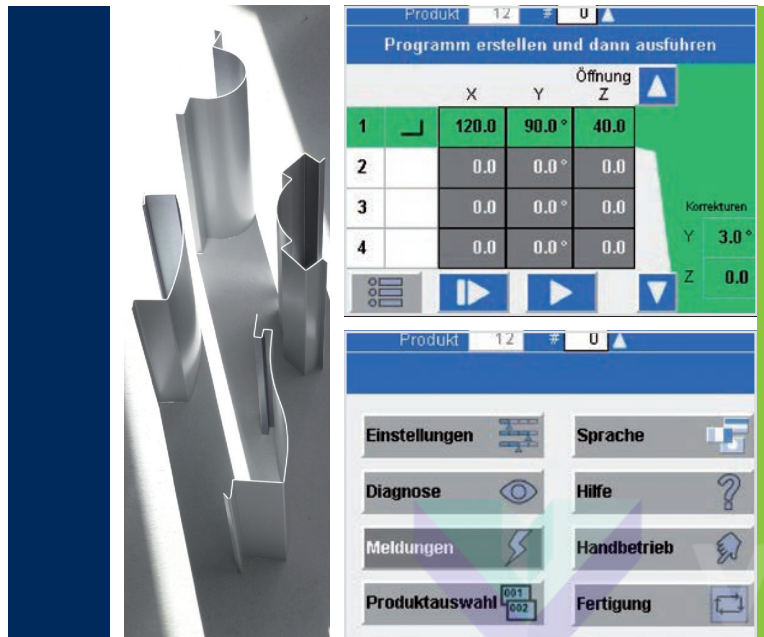 Produkt 12 # 0
Programm erstellen und dann ausführen
X Y Öffnung Z
1 120.0 90.0 ° 40.0
2 0.0 0.0 ° 0.0
3 0.0 0.0 ° 0.0
4 0.0 0.0 ° 0.0
Korrekturen
Y 3.0 °
Z 0.0
Produkt 12 # 0
Einstellungen
Sprache
Diagnose
Hilfe
Meldungen
Handbetrieb
Produktauswahl 001 002
Fertigung